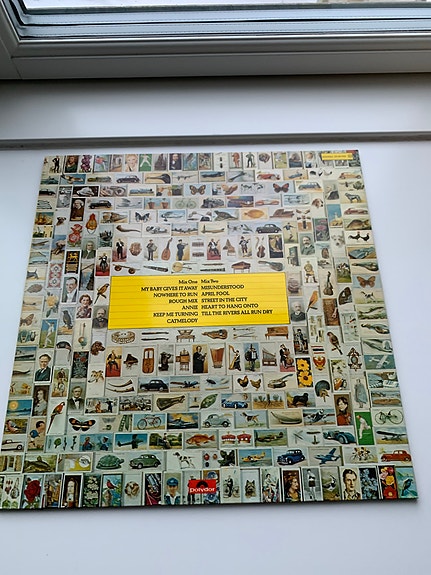 Mix One Mix Two
MY BABY GIVES IT AWAY MISUNDERSTOOD
NOWHERE TO RUN APRIL FOOL
ROUGH MIX STREET IN THE CITY
ANNIE HEART TO HANG ONTO
KEEP ME TURNING TILL THE RIVERS ALL RUN DRY
CATMELODY
Polydor